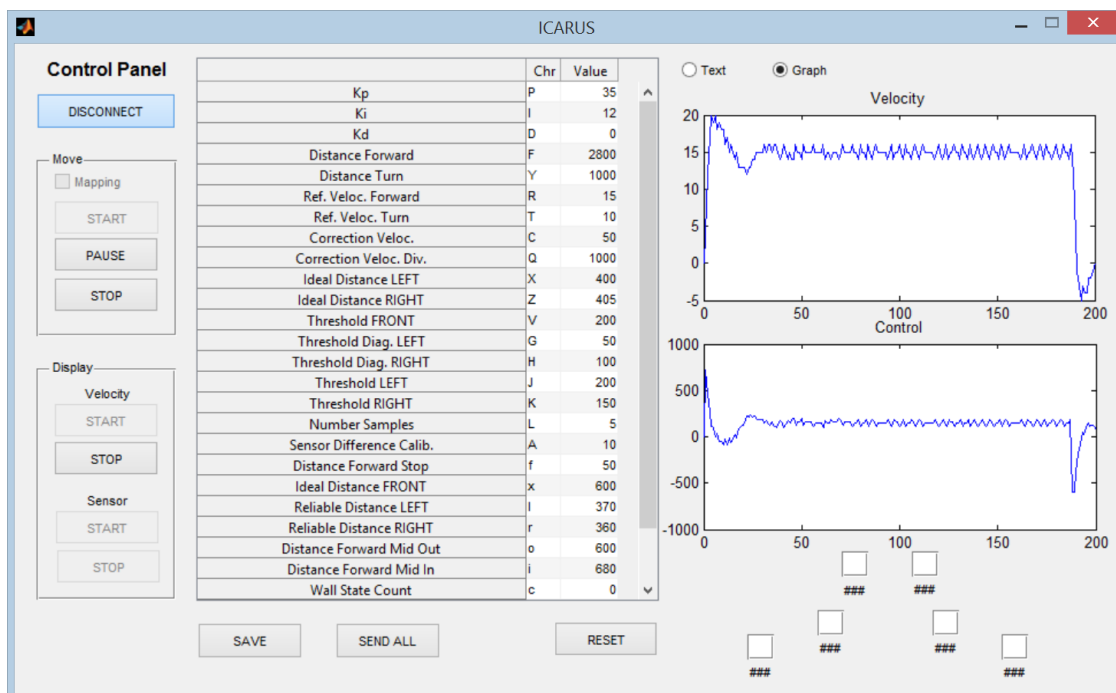 ICARUS
Control Panel
DISCONNECT
Move
Mapping
START
PAUSE
STOP
Display
Velocity
START
STOP
Sensor
START
STOP
Chr Value
Kp P 35
Ki I 12
Kd D 0
Distance Forward F 2800
Distance Turn Y 1000
Ref. Veloc. Forward R 15
Ref. Veloc. Turn T 10
Correction Veloc. C 50
Correction Veloc. Div. Q 1000
Ideal Distance LEFT X 400
Ideal Distance RIGHT Z 405
Threshold FRONT V 200
Threshold Diag. LEFT G 50
Threshold Diag. RIGHT H 100
Threshold LEFT J 200
Threshold RIGHT K 150
Number Samples L 5
Sensor Difference Calib. A 10
Distance Forward Stop f 50
Ideal Distance FRONT x 600
Reliable Distance LEFT l 370
Reliable Distance RIGHT r 360
Distance Forward Mid Out o 600
Distance Forward Mid In i 680
Wall State Count c 0
SAVE SEND ALL RESET
Text Graph
Velocity
20
15
10
5
0
-5
0 50 100 150 200
Control
1000
500
0
-500
-1000
0 50 100 150 200
### ###
### ###
### ###